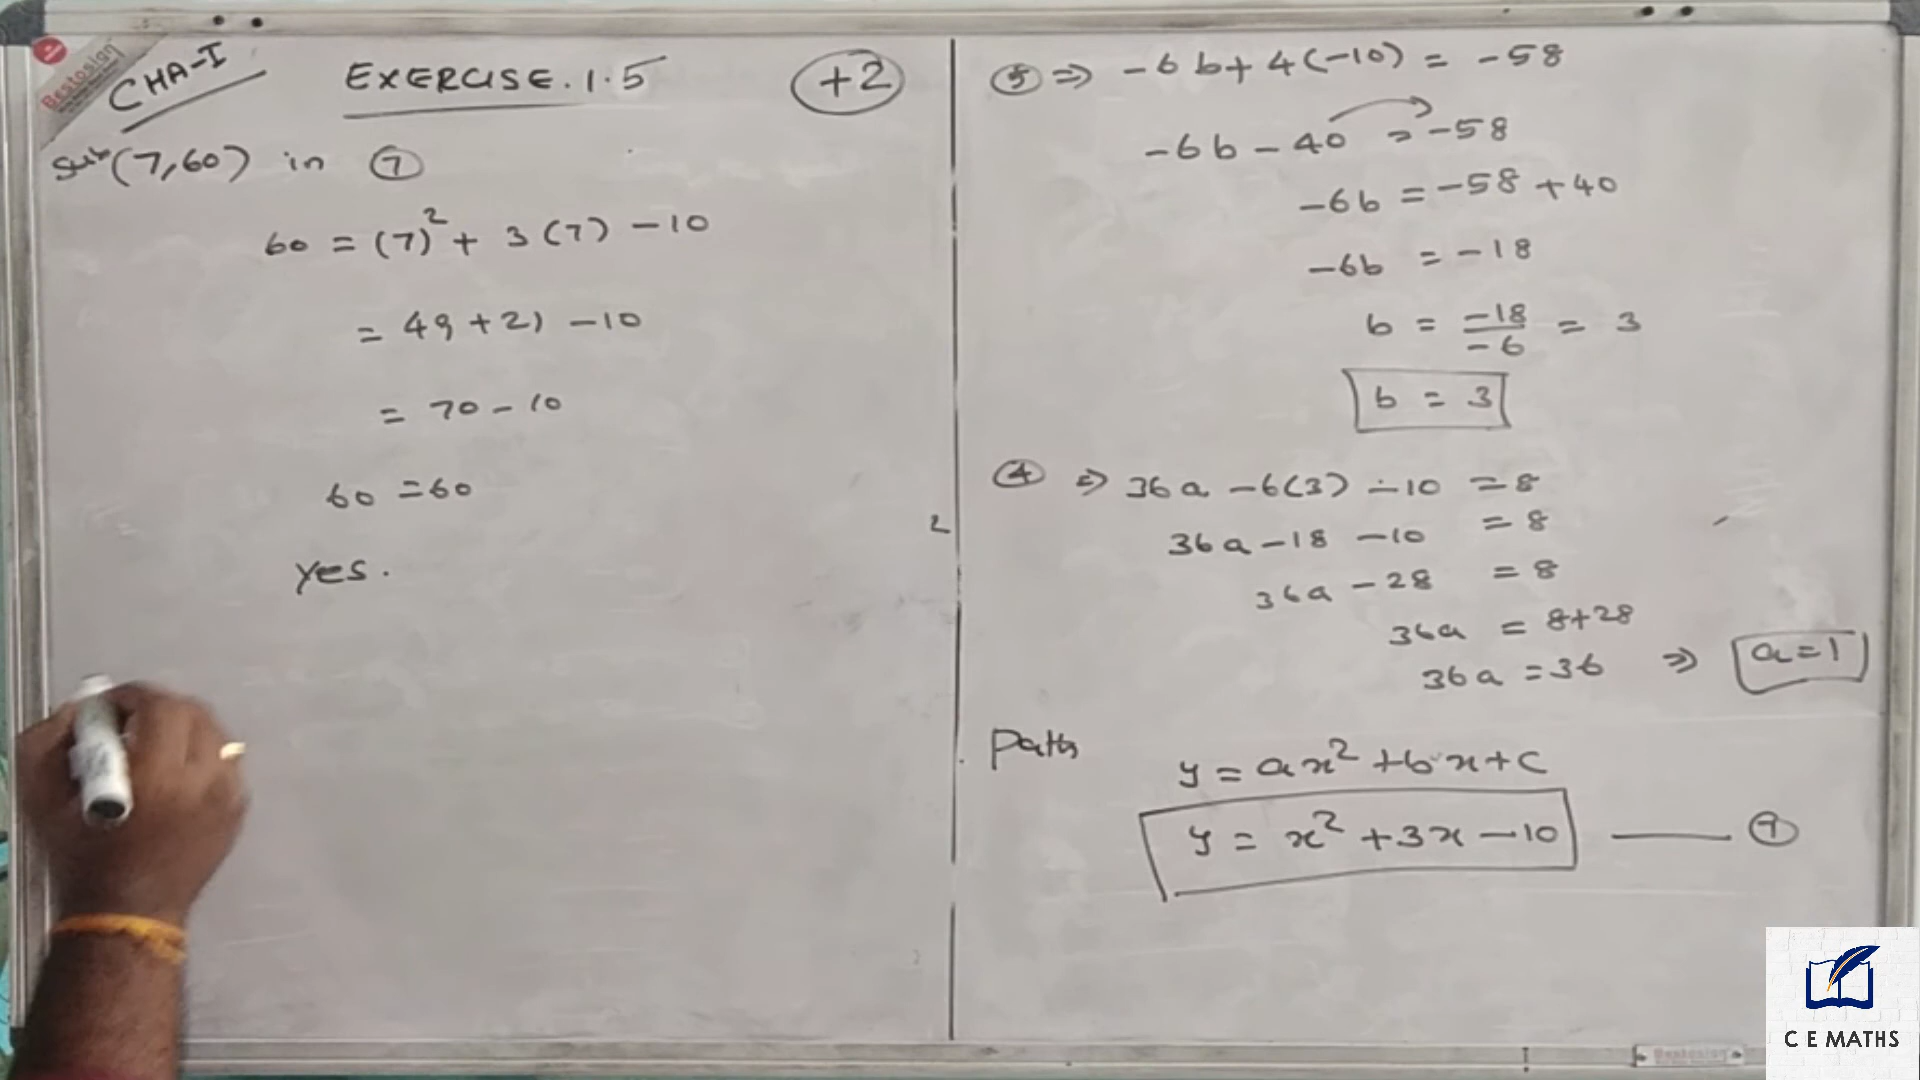 Bestosign
CHA-I
EXERCISE. 1.5
+2
Sub (7,60) in ⑦
60 = (7)² + 3(7) - 10
= 49 + 21 - 10
= 70 - 10
60 = 60
Yes.
⑤ ⇒ -6b + 4(-10) = -58
-6b - 40 = -58
-6b = -58 + 40
-6b = -18
b = -18/-6 = 3
b = 3
④ ⇒ 36a - 6(3) - 10 = 8
36a - 18 - 10 = 8
36a - 28 = 8
36a = 8+28
36a = 36 ⇒ a = 1
Path
y = ax² + bx + c
y = x² + 3x - 10 —— ⑦
C E MATHS